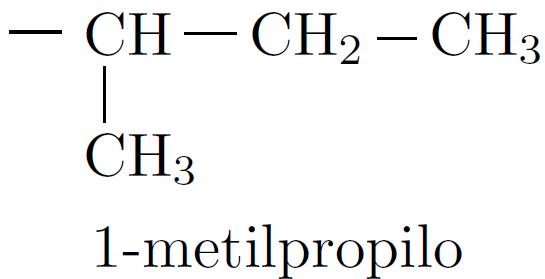 — CH — CH₂ — CH₃
|
CH₃
1-metilpropilo